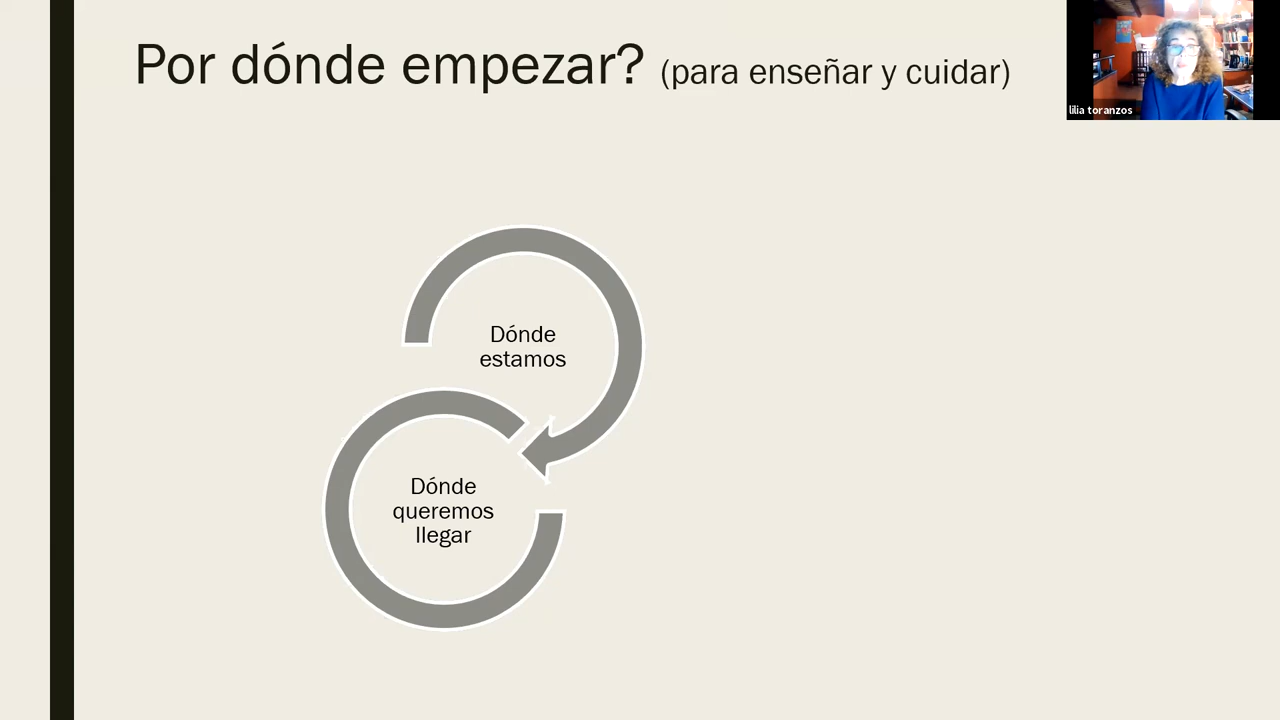 Por dónde empezar? (para enseñar y cuidar)
lilia toranzos
Dónde
estamos
Dónde
queremos
llegar